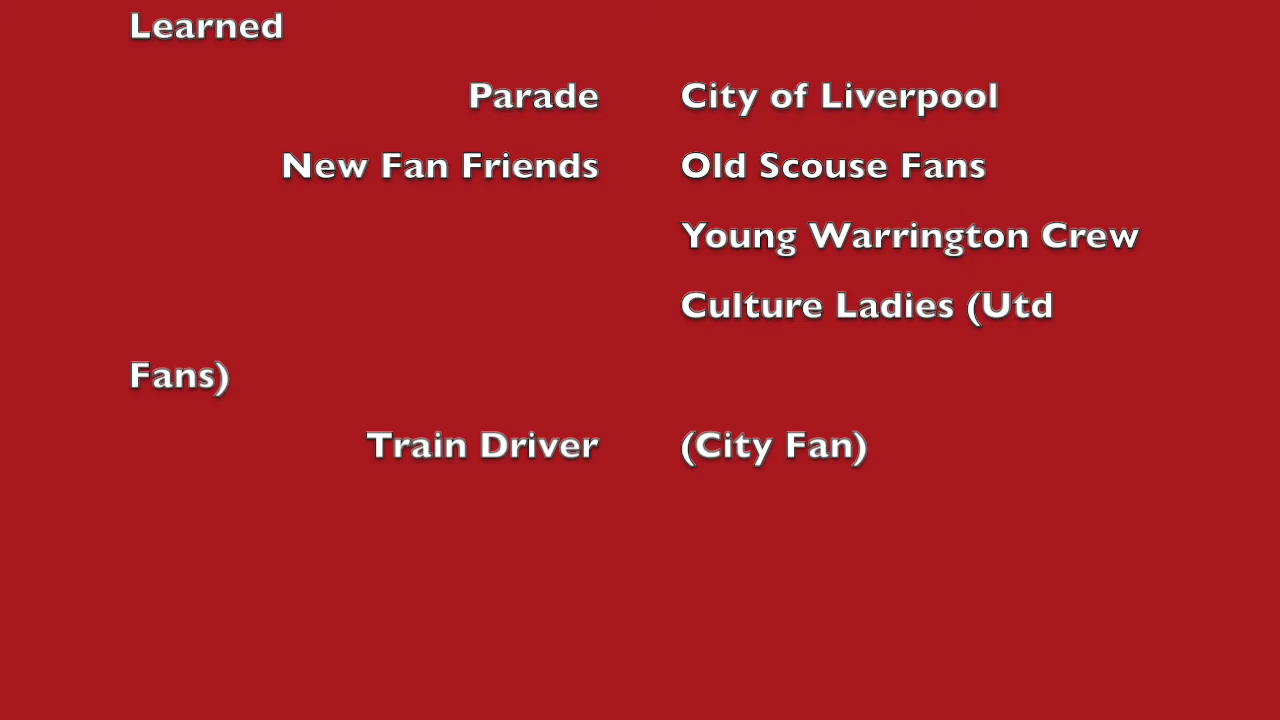 Learned
Parade City of Liverpool
New Fan Friends Old Scouse Fans
Young Warrington Crew
Culture Ladies (Utd
Fans)
Train Driver (City Fan)